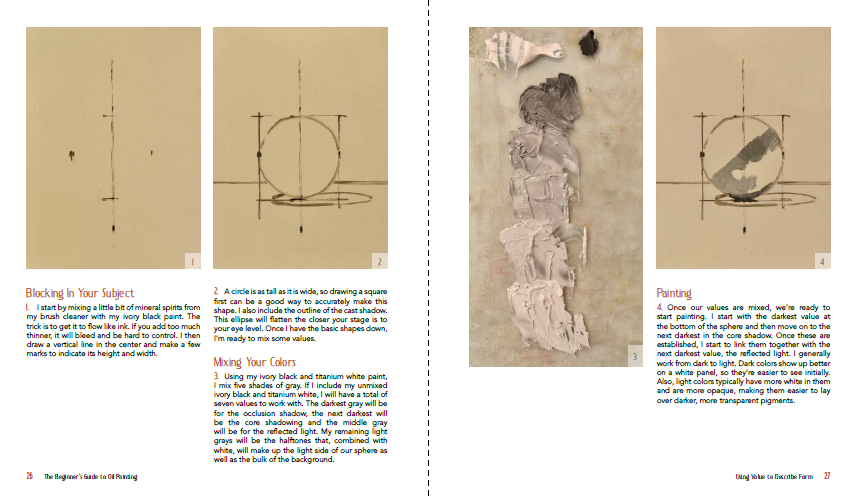 1
2
Blocking In Your Subject
1. I start by mixing a little bit of mineral spirits from
my brush cleaner with my ivory black paint. The
trick is to get it to flow like ink. If you add too much
thinner, it will bleed and be hard to control. I then
draw a vertical line in the center and make a few
marks to indicate its height and width.
2. A circle is as tall as it is wide, so drawing a square
first can be a good way to accurately make this
shape. I also include the outline of the cast shadow.
This ellipse will flatten the closer your stage is to
your eye level. Once I have the basic shapes down,
I'm ready to mix some values.
Mixing Your Colors
3. Using my ivory black and titanium white paint,
I mix five shades of gray. If I include my unmixed
ivory black and titanium white, I will have a total of
seven values to work with. The darkest gray will be
for the occlusion shadow, the next darkest will
be the core shadowing and the middle gray
will be for the reflected light. My remaining light
grays will be the halftones that, combined with
white, will make up the light side of our sphere as
well as the bulk of the background.
26 The Beginner's Guide to Oil Painting
3
4
Painting
4. Once our values are mixed, we're ready to
start painting. I start with the darkest value at
the bottom of the sphere and then move on to the
next darkest in the core shadow. Once these are
established, I start to link them together with the
next darkest value, the reflected light. I generally
work from dark to light. Dark colors show up better
on a white panel, so they're easier to see initially.
Also, light colors typically have more white in them
and are more opaque, making them easier to lay
over darker, more transparent pigments.
Using Value to Describe Form 27